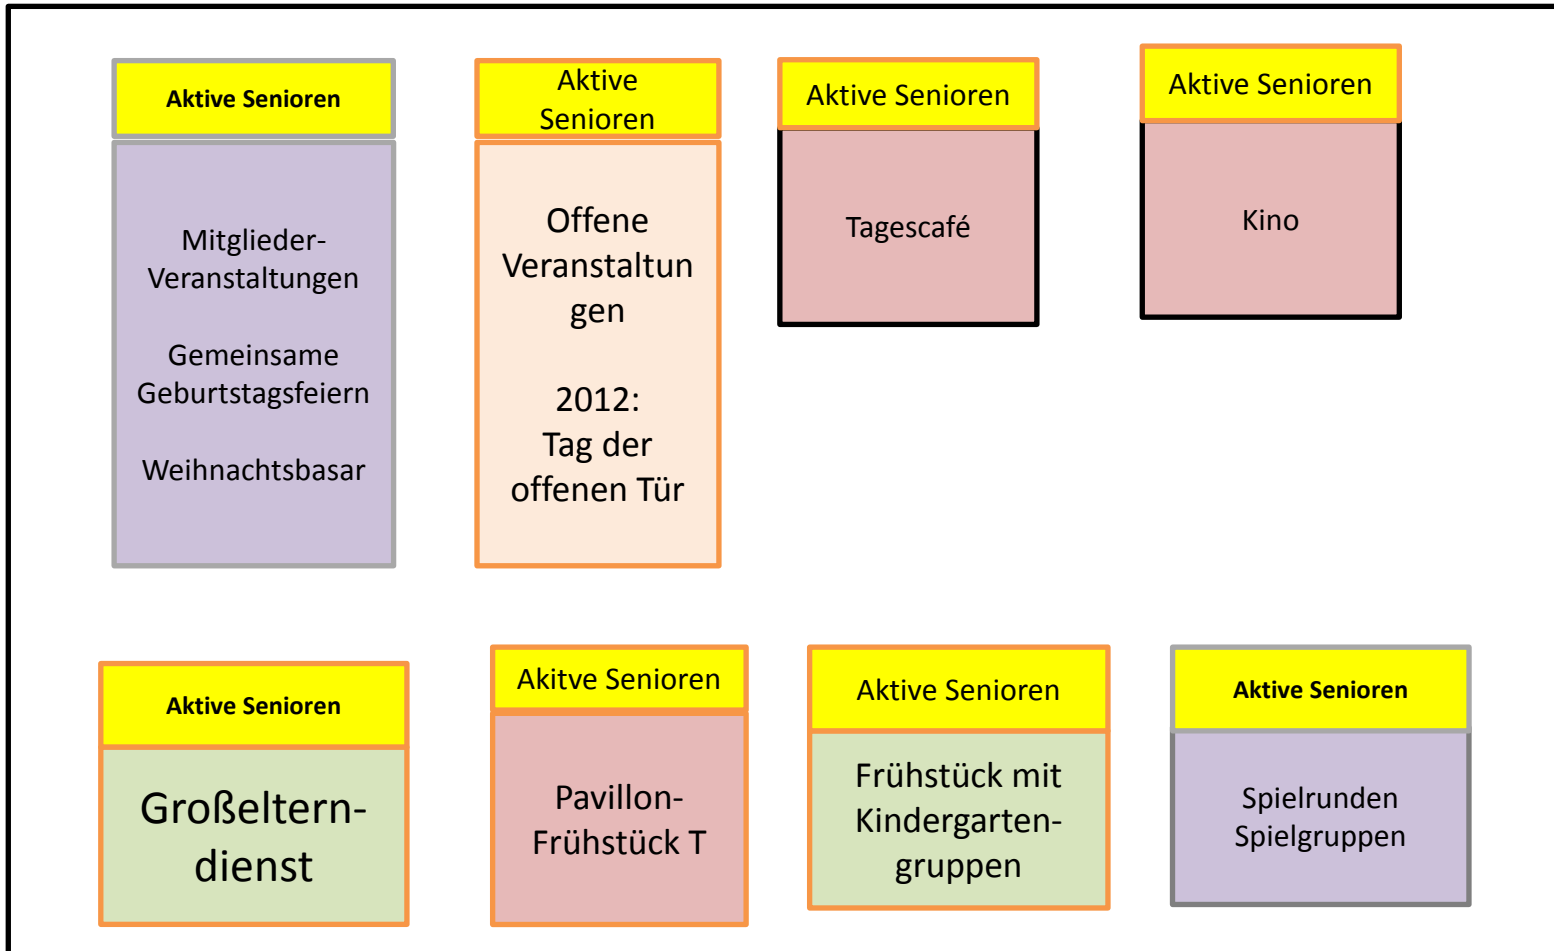 Aktive Senioren
Mitglieder-
Veranstaltungen
Gemeinsame
Geburtstagsfeiern
Weihnachtsbasar
Aktive
Senioren
Offene
Veranstaltun
gen
2012:
Tag der
offenen Tür
Aktive Senioren
Tagescafé
Aktive Senioren
Kino
Aktive Senioren
Großeltern-
dienst
Akitve Senioren
Pavillon-
Frühstück T
Aktive Senioren
Frühstück mit
Kindergarten-
gruppen
Aktive Senioren
Spielrunden
Spielgruppen